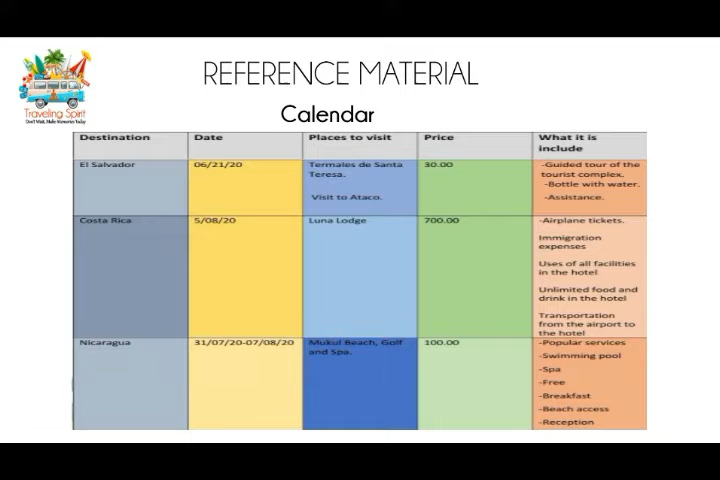 REFERENCE MATERIAL
Traveling Spirit
Don't Wait, Make Memories Today
Calendar
Destination Date Places to visit Price What it is
include
El Salvador 06/21/20 Termales de Santa
Teresa.
Visit to Ataco. 30.00 -Guided tour of the
tourist complex.
-Bottle with water.
-Assistance.
Costa Rica 5/08/20 Luna Lodge 700.00 -Airplane tickets.
Immigration
expenses
Uses of all facilities
in the hotel
Unlimited food and
drink in the hotel
Transportation
from the airport to
the hotel
Nicaragua 31/07/20-07/08/20 Mukul Beach, Golf
and Spa. 100.00 -Popular services
-Swimming pool
-Spa
-Free
-Breakfast
-Beach access
-Reception